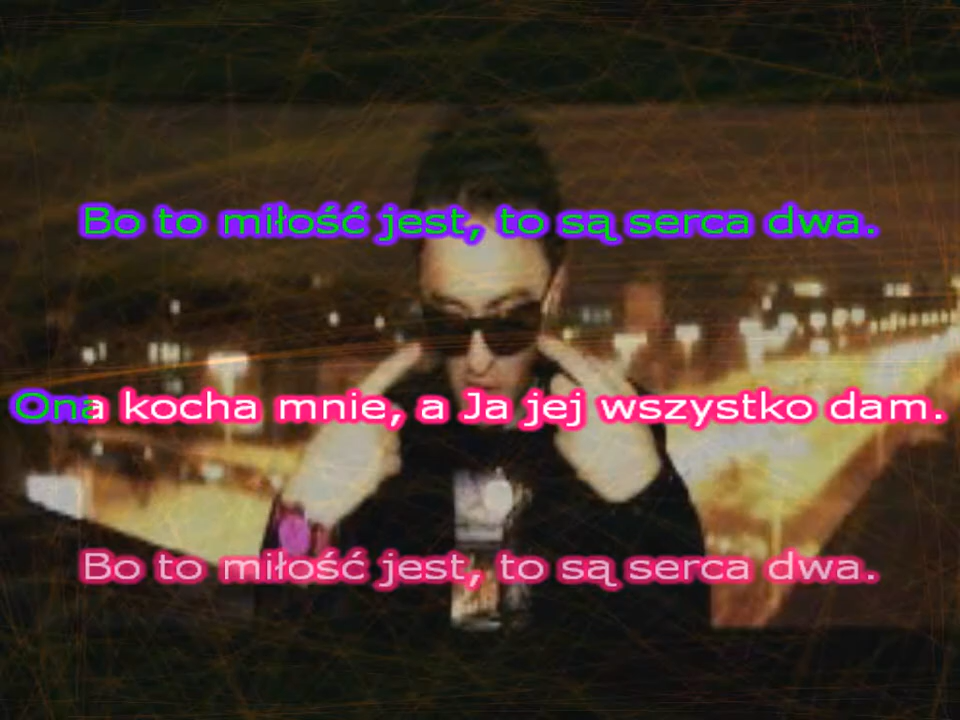 Bo to miłość jest, to są serca dwa.
Ona kocha mnie, a Ja jej wszystko dam.
Bo to miłość jest, to są serca dwa.